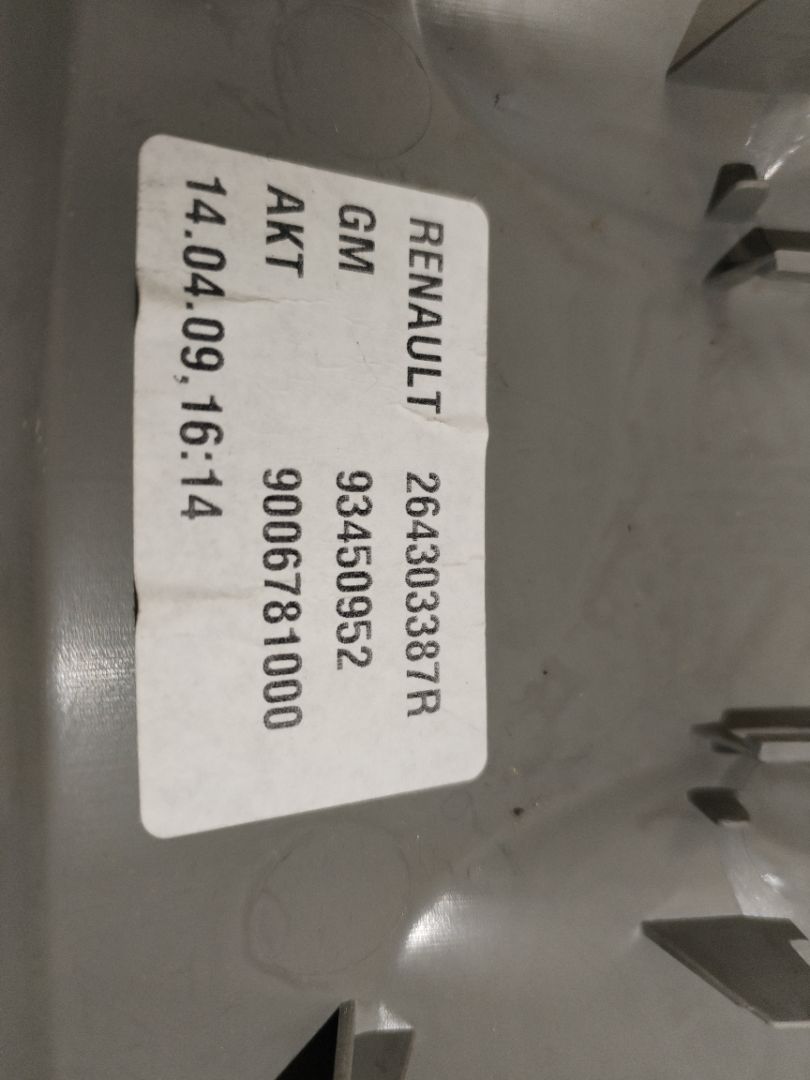 RENAULT 264303387R
GM 93450952
AKT 9006781000
14.04.09,16:14